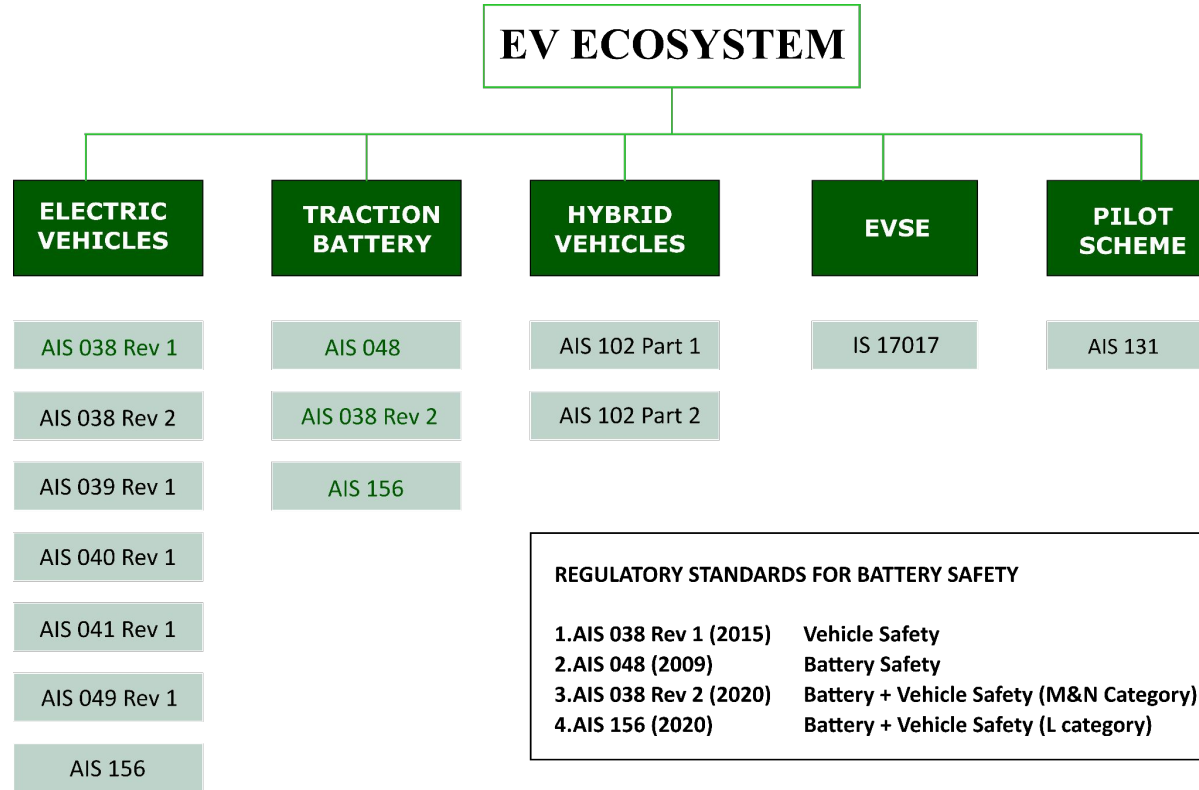 EV ECOSYSTEM
ELECTRIC
VEHICLES
TRACTION
BATTERY
HYBRID
VEHICLES
EVSE
PILOT
SCHEME
AIS 038 Rev 1
AIS 038 Rev 2
AIS 039 Rev 1
AIS 040 Rev 1
AIS 041 Rev 1
AIS 049 Rev 1
AIS 156
AIS 048
AIS 038 Rev 2
AIS 156
AIS 102 Part 1
AIS 102 Part 2
IS 17017
AIS 131
REGULATORY STANDARDS FOR BATTERY SAFETY
1.AIS 038 Rev 1 (2015) Vehicle Safety
2.AIS 048 (2009) Battery Safety
3.AIS 038 Rev 2 (2020) Battery + Vehicle Safety (M&N Category)
4.AIS 156 (2020) Battery + Vehicle Safety (L category)